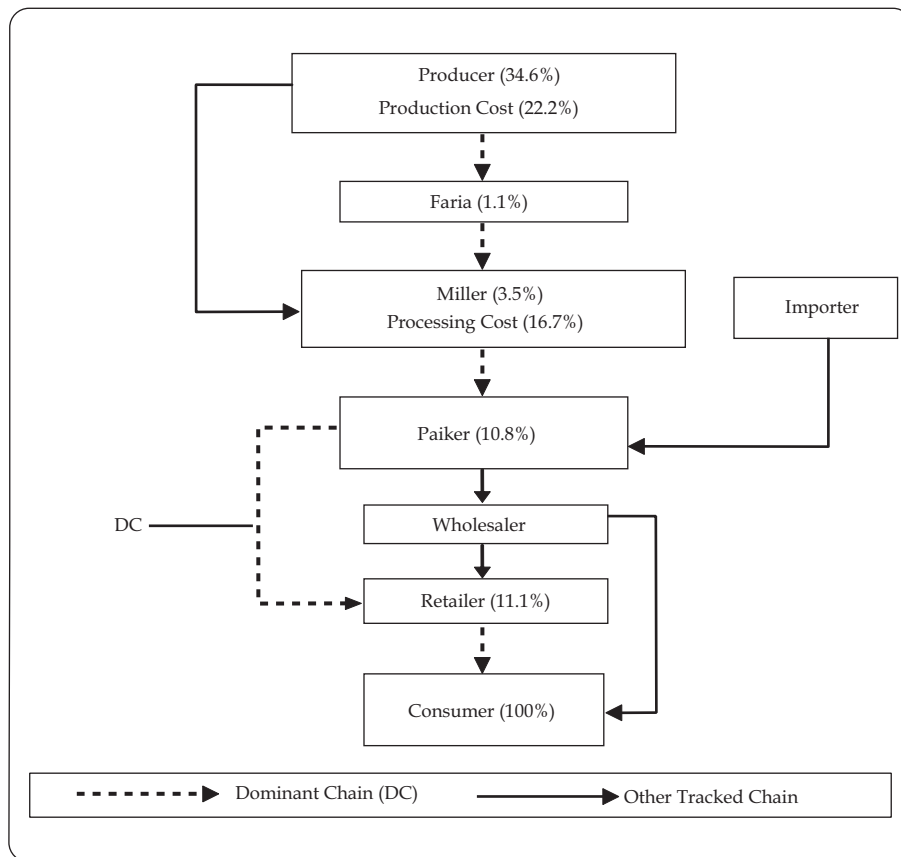 Producer (34.6%)
Production Cost (22.2%)
Faria (1.1%)
Miller (3.5%)
Processing Cost (16.7%)
Importer
Paiker (10.8%)
DC
Wholesaler
Retailer (11.1%)
Consumer (100%)
Dominant Chain (DC)
Other Tracked Chain